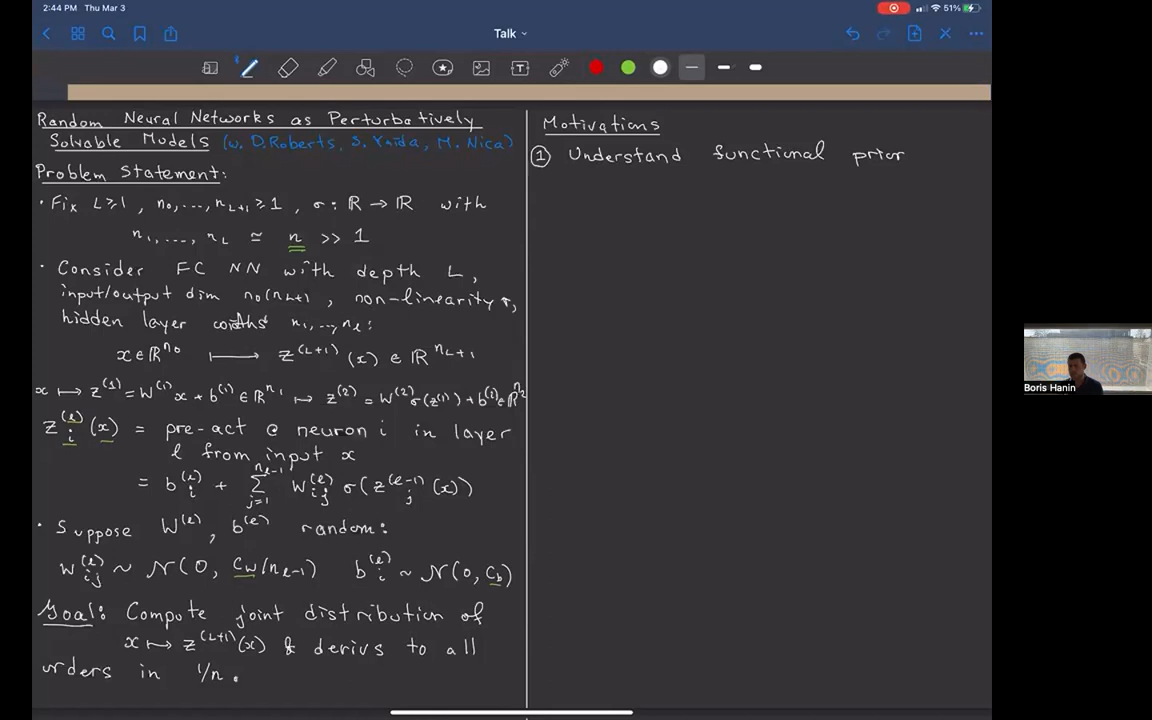 2:44 PM Thu Mar 3
51%
Talk
Random Neural Networks as Perturbatively
Solvable Models (w. D. Roberts, S. Yaida, M. Nica)
Problem Statement:
• Fix L ≥ 1, n₀, ..., n_{L+1} ≥ 1, σ: ℝ → ℝ with
n₁, ..., n_L ≃ n >> 1
• Consider FC NN with depth L,
input/output dim n₀ (n_{L+1}), non-linearity σ,
hidden layer widths n₁, ..., n_L:
x ∈ ℝ^{n₀} ⟼ z^{(L+1)}(x) ∈ ℝ^{n_{L+1}}
x ↦ z^{(1)} = W^{(1)} x + b^{(1)} ∈ ℝ^{n₁} ↦ z^{(2)} = W^{(2)} σ(z^{(1)}) + b^{(2)} ∈ ℝ^{n₂}
z_i^{(ℓ)}(x) = pre-act @ neuron i in layer
ℓ from input x
= b_i^{(ℓ)} + Σ_{j=1}^{n_{ℓ-1}} W_{ij}^{(ℓ)} σ(z_j^{(ℓ-1)}(x))
• Suppose W^{(ℓ)}, b^{(ℓ)} random:
W_{ij}^{(ℓ)} ~ N(0, C_W/n_{ℓ-1}) b_i^{(ℓ)} ~ N(0, C_b)
Goal: Compute joint distribution of
x ↦ z^{(L+1)}(x) & derivs to all
orders in 1/n.
Motivations
① Understand functional prior
Boris Hanin